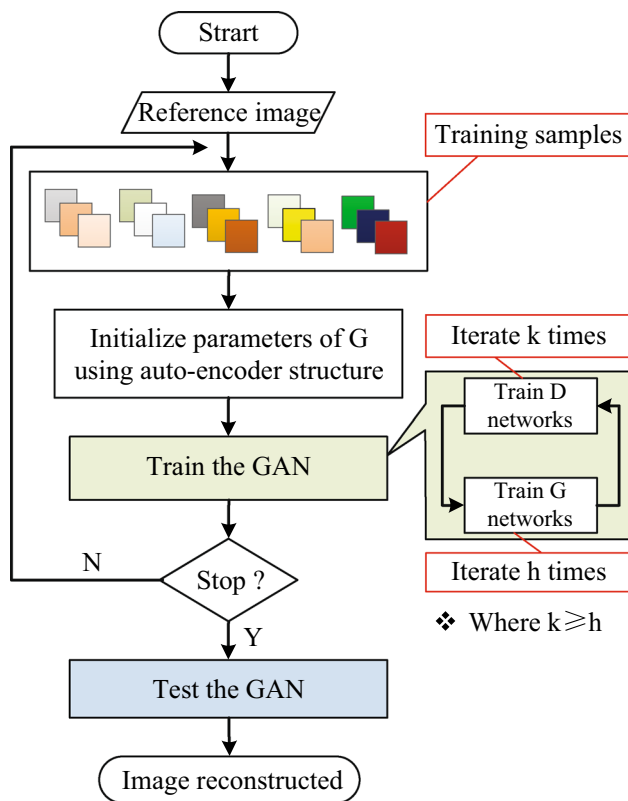 Strart
Reference image
Training samples
Initialize parameters of G
using auto-encoder structure
Iterate k times
Train D
networks
Train the GAN
Train G
networks
Iterate h times
N
Stop ?
❖ Where k≥h
Y
Test the GAN
Image reconstructed